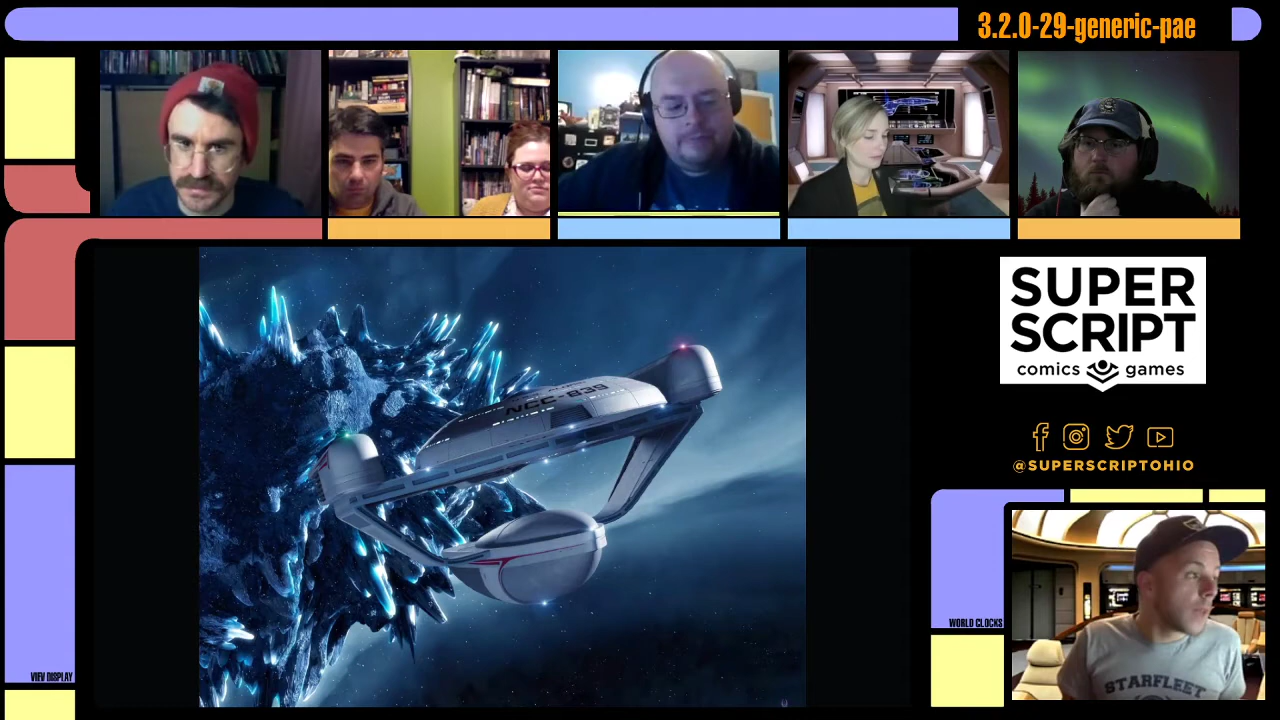 3.2.0-29-generic-pae
NCC-839
SUPER
SCRIPT
comics games
@SUPERSCRIPTOHIO
WORLD CLOCKS
STARFLEET
VIEW DISPLAY